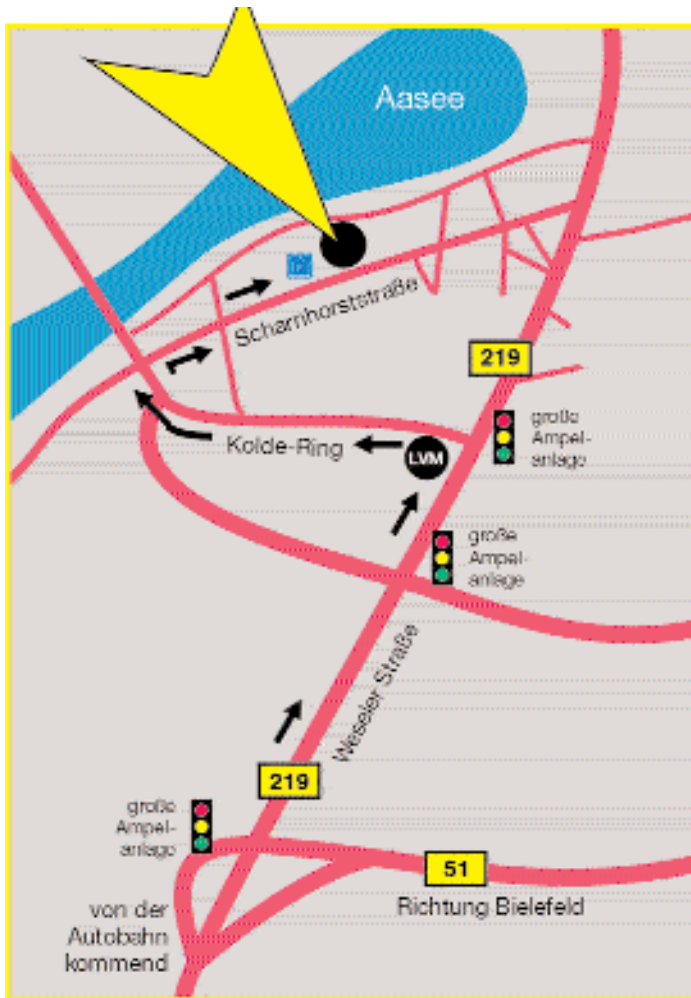 Aasee
Scharnhorststraße
219
große
Ampel-
anlage
Kolde-Ring
LVM
große
Ampel-
anlage
Weseler Straße
219
große
Ampel-
anlage
51
Richtung Bielefeld
von der
Autobahn
kommend